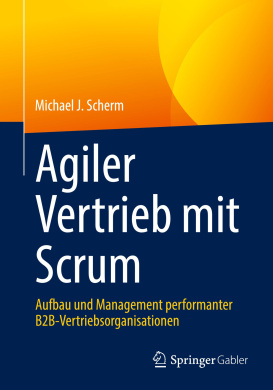 Michael J. Scherm
Agiler
Vertrieb mit
Scrum
Aufbau und Management performanter
B2B-Vertriebsorganisationen
Springer Gabler